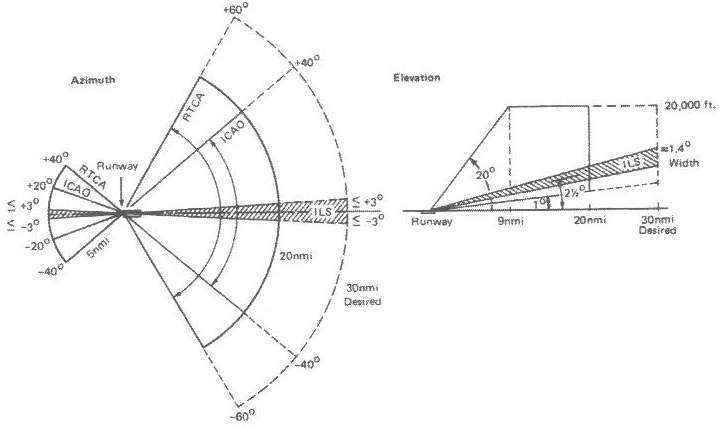 Azimuth
+60°
+40°
RTCA
ICAO
Runway
+40°
RTCA
+20°
ICAO
≤ +3°
≤ -3°
-20°
-40°
5nmi
ILS
≤ +3°
≤ -3°
20nmi
30nmi
Desired
-40°
-60°
Elevation
20,000 ft.
≈1.4°
Width
ILS
20°
1°
2½°
Runway
9nmi
20nmi
30nmi
Desired